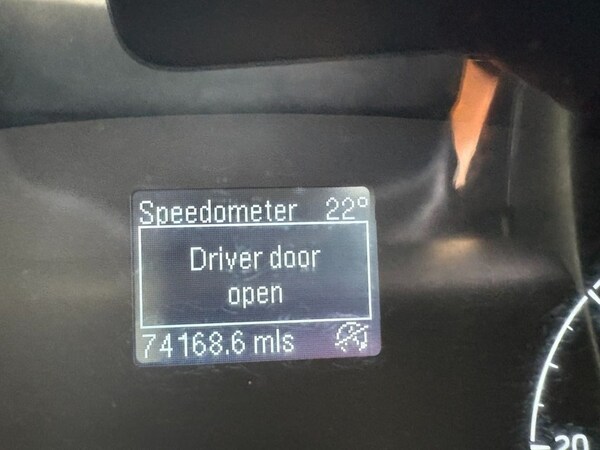 Speedometer 22°
Driver door
open
74168.6 mls
20